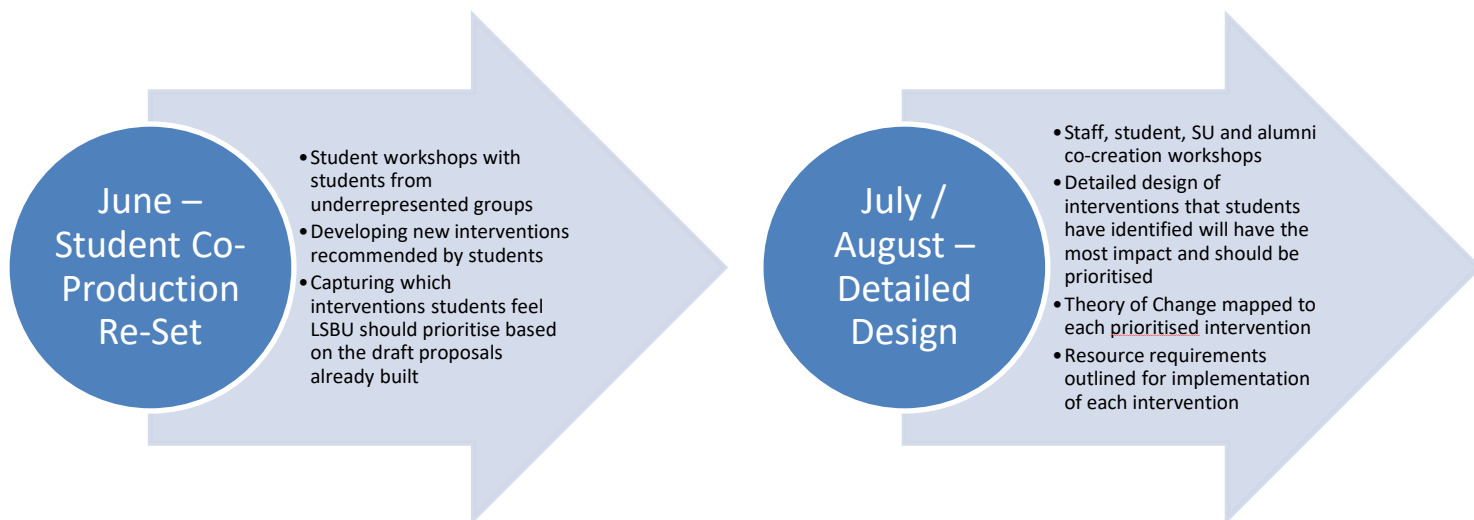 June –
Student Co-
Production
Re-Set
•Student workshops with
students from
underrepresented groups
•Developing new interventions
recommended by students
•Capturing which
interventions students feel
LSBU should prioritise based
on the draft proposals
already built
July /
August –
Detailed
Design
•Staff, student, SU and alumni
co-creation workshops
•Detailed design of
interventions that students
have identified will have the
most impact and should be
prioritised
•Theory of Change mapped to
each prioritised intervention
•Resource requirements
outlined for implementation
of each intervention